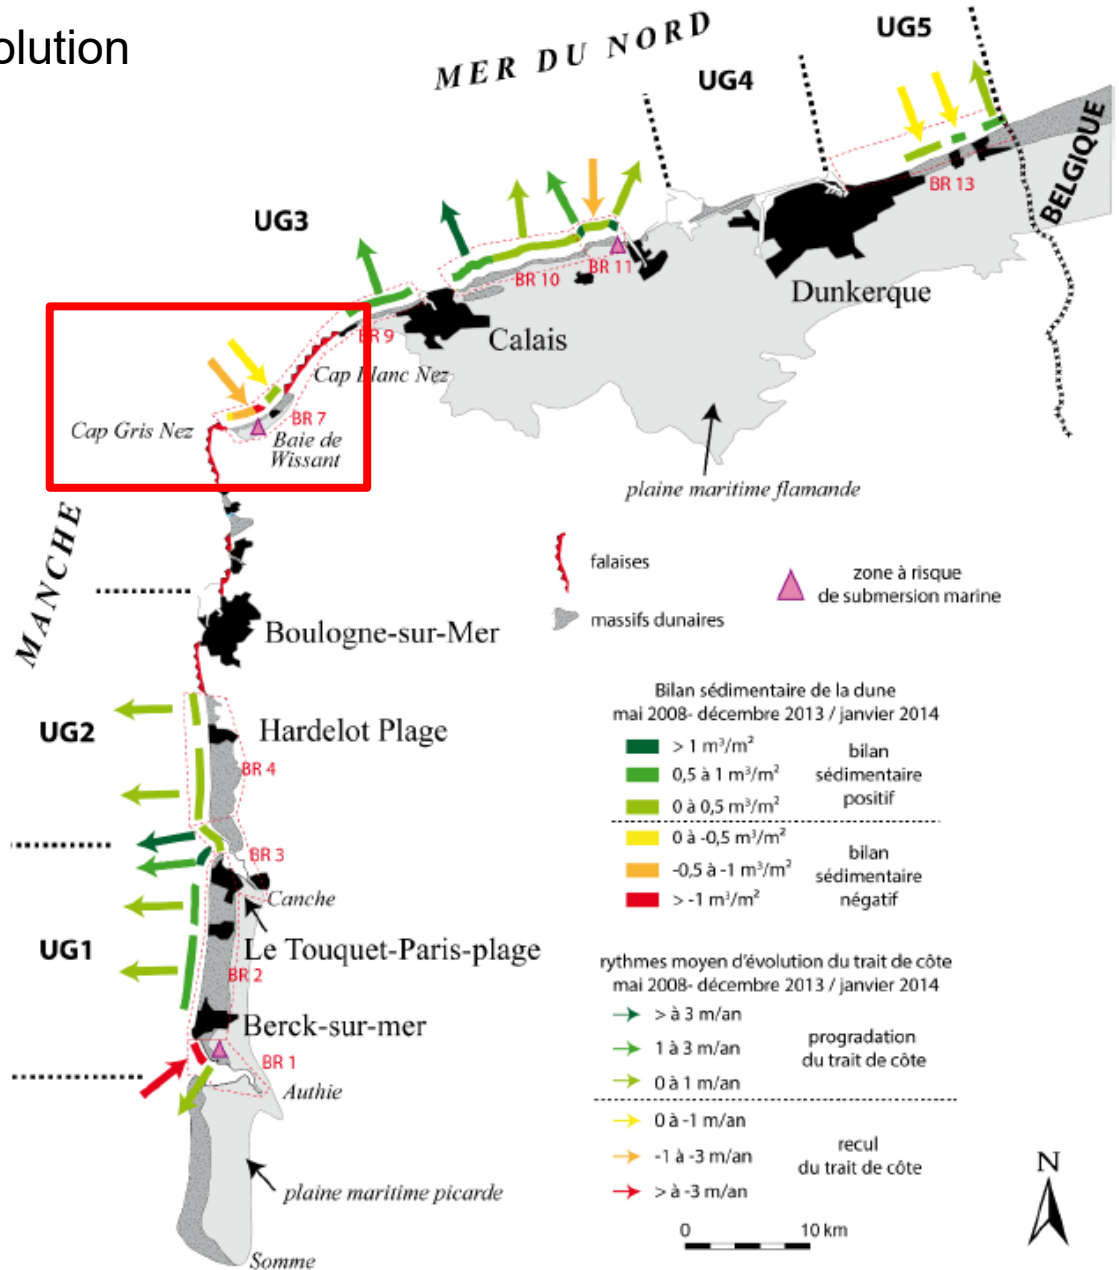 olution
MER DU NORD
UG5
UG4
BELGIQUE
BR 13
UG3
BR 11
BR 10
Dunkerque
Calais
BR 9
Cap Blanc Nez
BR 7
Cap Gris Nez
Baie de
Wissant
plaine maritime flamande
MANCHE
falaises
massifs dunaires
zone à risque
de submersion marine
Boulogne-sur-Mer
UG2
Hardelot Plage
BR 4
BR 3
Canche
UG1
Le Touquet-Paris-plage
BR 2
Berck-sur-mer
BR 1
Authie
plaine maritime picarde
Somme
Bilan sédimentaire de la dune
mai 2008- décembre 2013 / janvier 2014
> 1 m³/m²
0,5 à 1 m³/m²
0 à 0,5 m³/m²
bilan
sédimentaire
positif
0 à -0,5 m³/m²
-0,5 à -1 m³/m²
> -1 m³/m²
bilan
sédimentaire
négatif
rythmes moyen d'évolution du trait de côte
mai 2008- décembre 2013 / janvier 2014
> à 3 m/an
1 à 3 m/an
0 à 1 m/an
progradation
du trait de côte
0 à -1 m/an
-1 à -3 m/an
> à -3 m/an
recul
du trait de côte
0 10 km
N